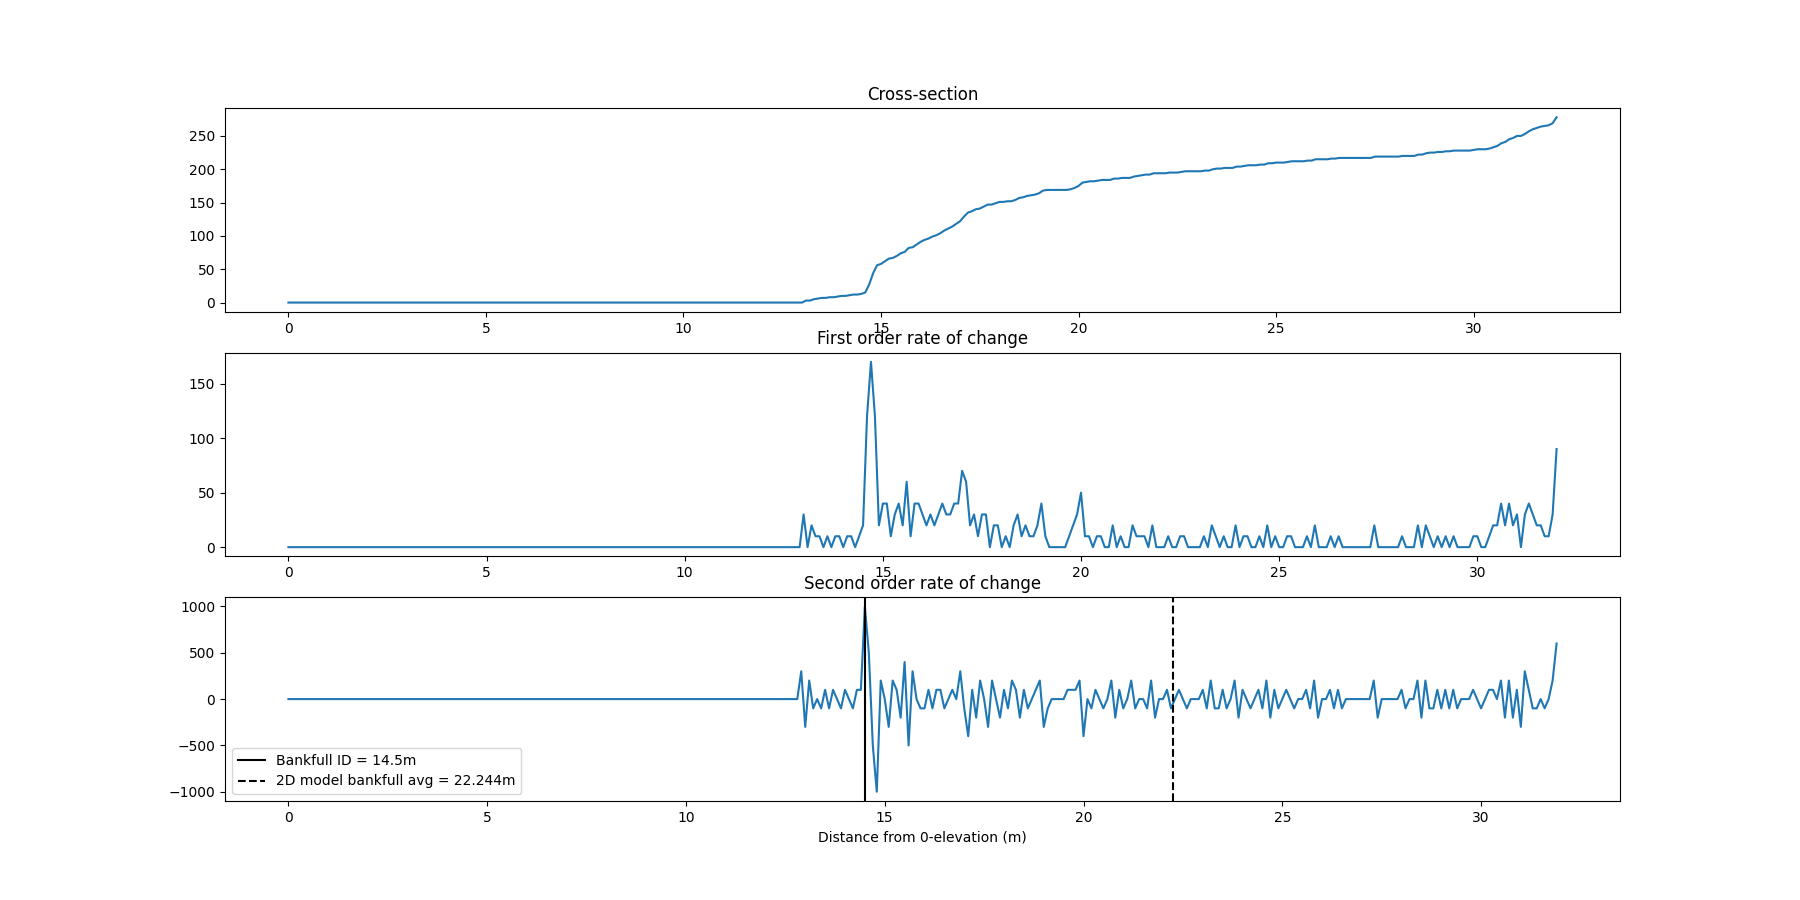 Cross-section
250
200
150
100
50
0
0 5 10 15 20 25 30
First order rate of change
150
100
50
0
0 5 10 15 20 25 30
Second order rate of change
1000
500
0
−500
−1000
Bankfull ID = 14.5m
2D model bankfull avg = 22.244m
0 5 10 15 20 25 30
Distance from 0-elevation (m)